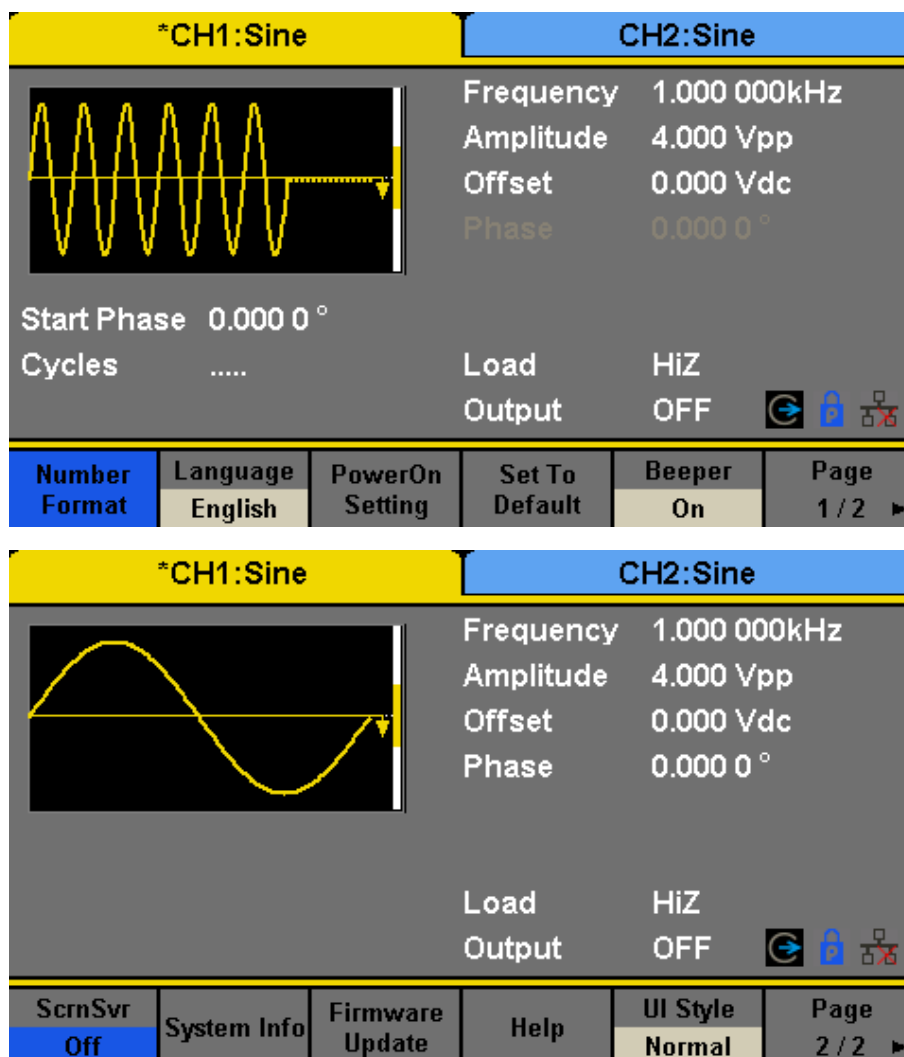 *CH1:Sine CH2:Sine
Frequency 1.000 000kHz
Amplitude 4.000 Vpp
Offset 0.000 Vdc
Phase 0.000 0 °
Start Phase 0.000 0 °
Cycles ..... Load HiZ
Output OFF P
Number Format Language English PowerOn Setting Set To Default Beeper On Page 1/2
*CH1:Sine CH2:Sine
Frequency 1.000 000kHz
Amplitude 4.000 Vpp
Offset 0.000 Vdc
Phase 0.000 0 °
Load HiZ
Output OFF P
ScrnSvr Off System Info Firmware Update Help UI Style Normal Page 2/2